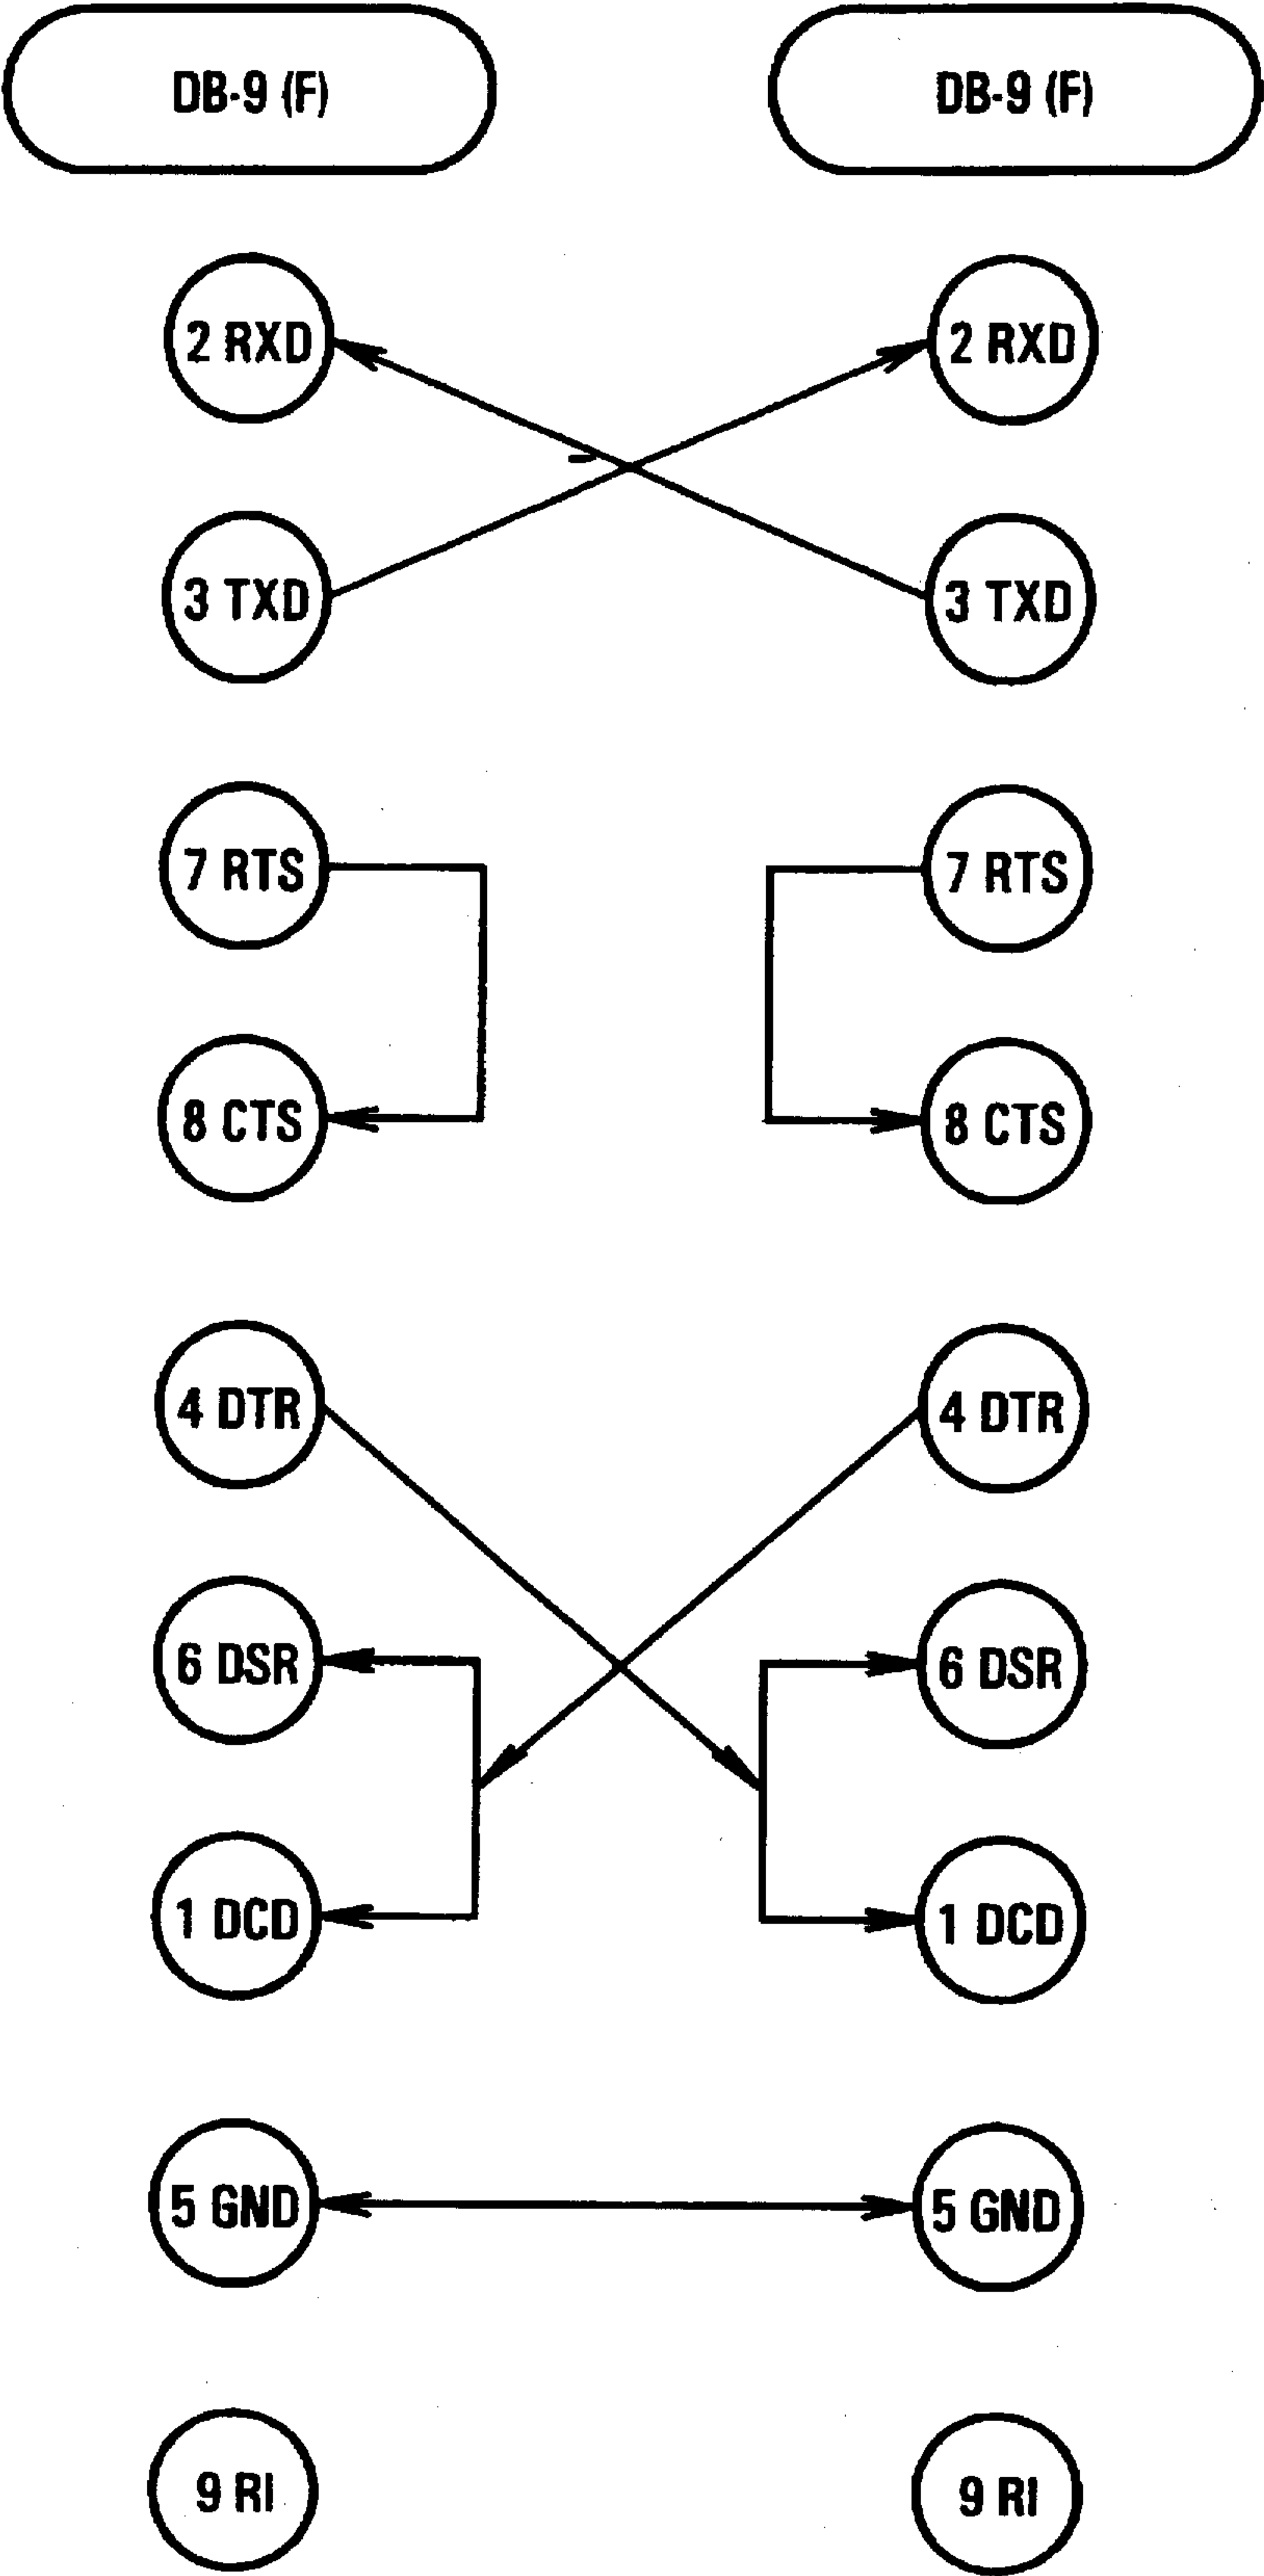 DB-9 (F) DB-9 (F)
2 RXD 2 RXD
3 TXD 3 TXD
7 RTS 7 RTS
8 CTS 8 CTS
4 DTR 4 DTR
6 DSR 6 DSR
1 DCD 1 DCD
5 GND 5 GND
9 RI 9 RI